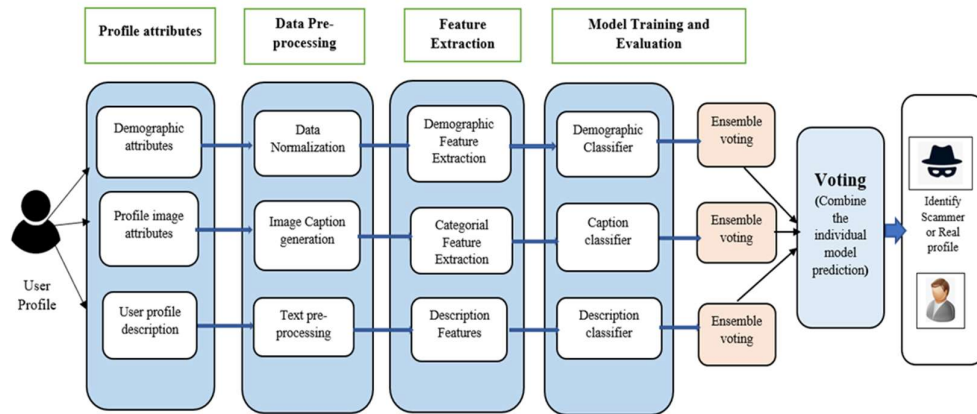 Profile attributes
Data Pre-
processing
Feature
Extraction
Model Training and
Evaluation
Demographic
attributes
Data
Normalization
Demographic
Feature
Extraction
Demographic
Classifier
Ensemble
voting
Profile image
attributes
Image Caption
generation
Categorial
Feature
Extraction
Caption
classifier
Ensemble
voting
User profile
description
Text pre-
processing
Description
Features
Description
classifier
Ensemble
voting
User
Profile
Voting
(Combine
the
individual
model
prediction)
Identify
Scammer
or Real
profile